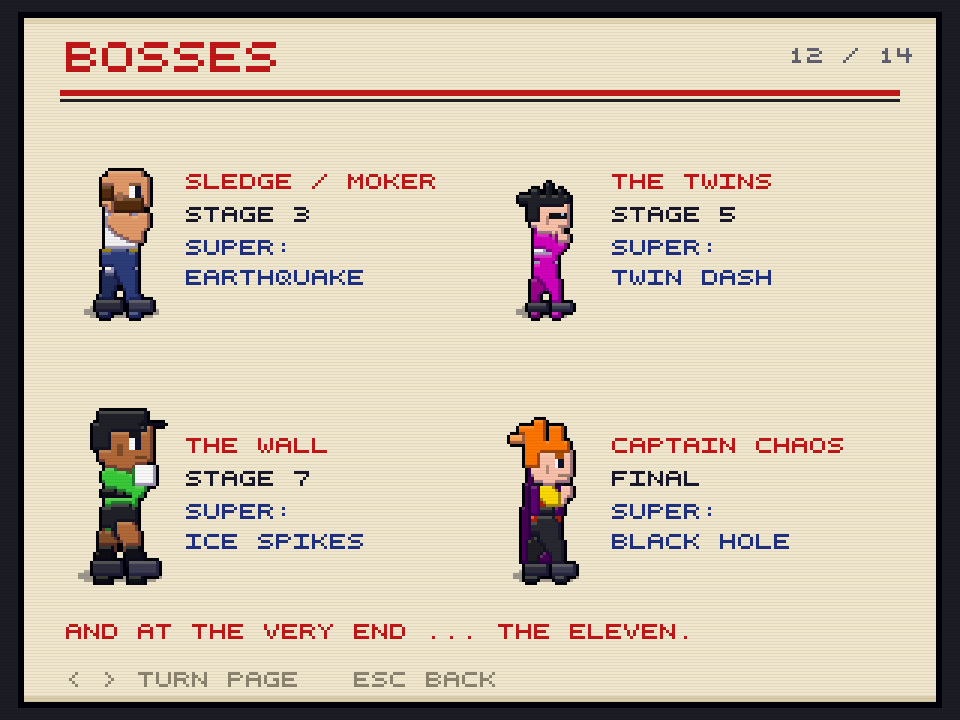 BOSSES
12 / 14
SLEDGE / MOKER
STAGE 3
SUPER:
EARTHQUAKE
THE TWINS
STAGE 5
SUPER:
TWIN DASH
THE WALL
STAGE 7
SUPER:
ICE SPIKES
CAPTAIN CHAOS
FINAL
SUPER:
BLACK HOLE
AND AT THE VERY END ... THE ELEVEN.
< > TURN PAGE   ESC BACK